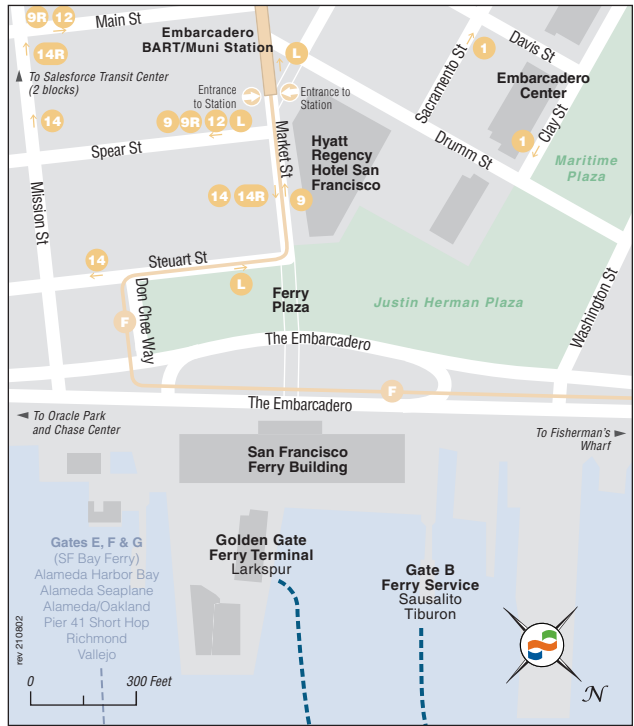 9R 12
Main St
14R
Embarcadero
BART/Muni Station
L
To Salesforce Transit Center
(2 blocks)
Entrance
to Station
Entrance to
Station
Sacramento St
1
Davis St
Embarcadero
Center
Clay St
1
Drumm St
Maritime
Plaza
14
9 9R 12 L
Spear St
Market St
Hyatt
Regency
Hotel San
Francisco
14 14R
9
Mission St
14
Steuart St
L
Don Chee Way
F
Ferry
Plaza
Justin Herman Plaza
Washington St
The Embarcadero
F
The Embarcadero
To Oracle Park
and Chase Center
To Fisherman's
Wharf
San Francisco
Ferry Building
Gates E, F & G
(SF Bay Ferry)
Alameda Harbor Bay
Alameda Seaplane
Alameda/Oakland
Pier 41 Short Hop
Richmond
Vallejo
Golden Gate
Ferry Terminal
Larkspur
Gate B
Ferry Service
Sausalito
Tiburon
rev 210802
0 300 Feet
N